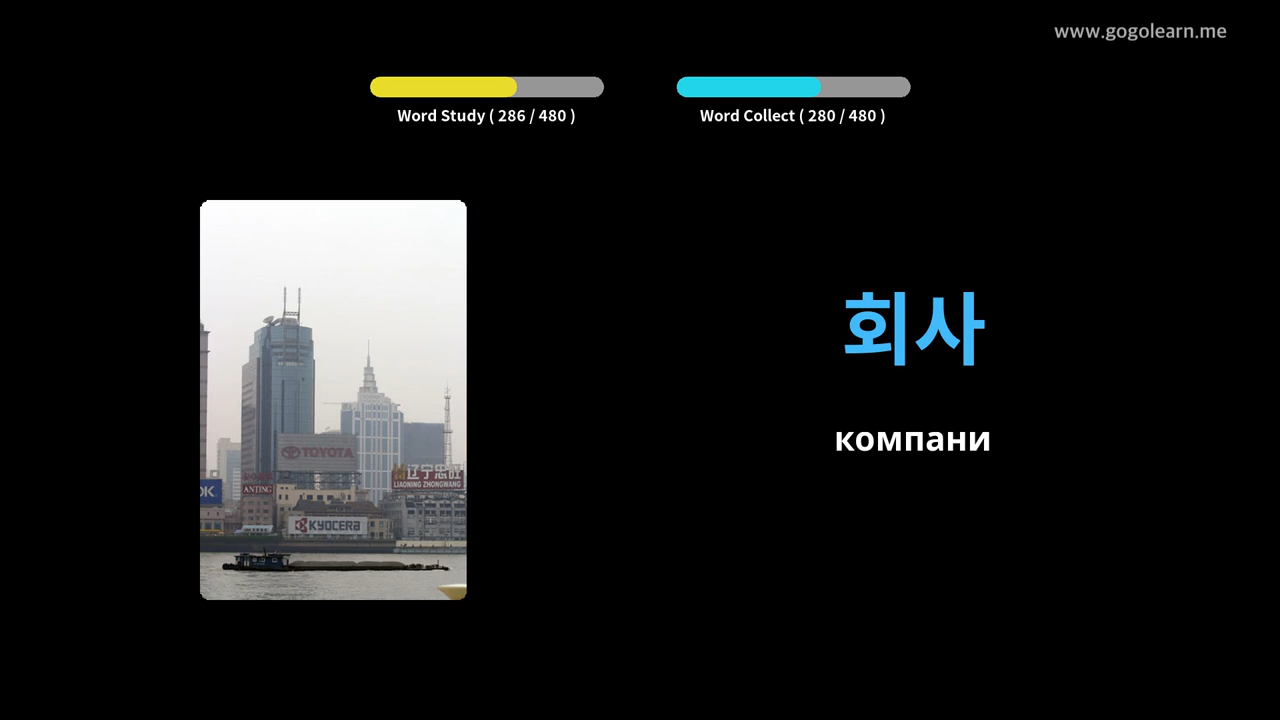 www.gogolearn.me
Word Study ( 286 / 480 )
Word Collect ( 280 / 480 )
회사
компани
TOYOTA
辽宁忠旺
LIAONING ZHONGWANG
OK
ANTING
KYOCERA